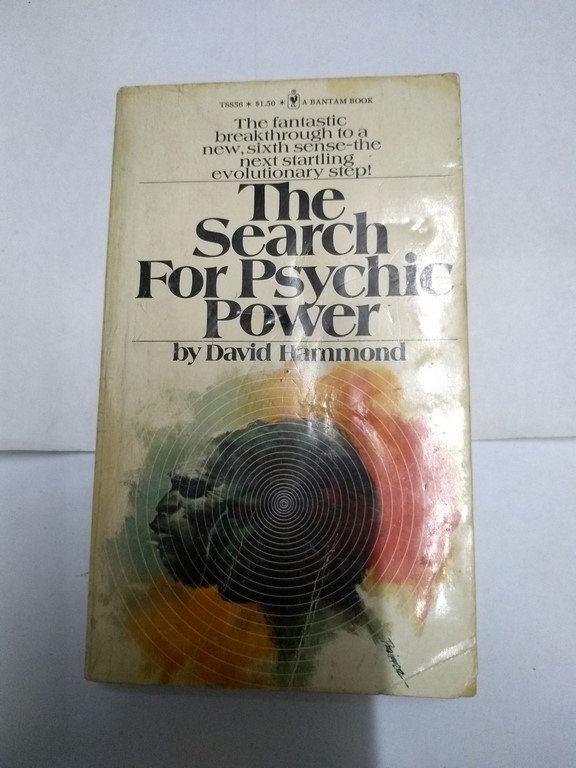 T8856 * $1.50 * A BANTAM BOOK
The fantastic
breakthrough to a
new, sixth sense-the
next startling
evolutionary step!
The
Search
For Psychic
Power
by David Hammond